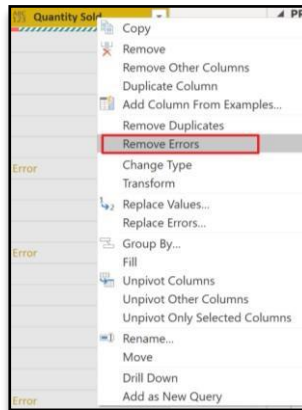 Quantity Sold
PR
Copy
Remove
Remove Other Columns
Duplicate Column
Add Column From Examples...
Remove Duplicates
Remove Errors
Error
Change Type
Transform
Replace Values...
Replace Errors...
Group By...
Error
Fill
Unpivot Columns
Unpivot Other Columns
Unpivot Only Selected Columns
Rename...
Move
Drill Down
Error
Add as New Query